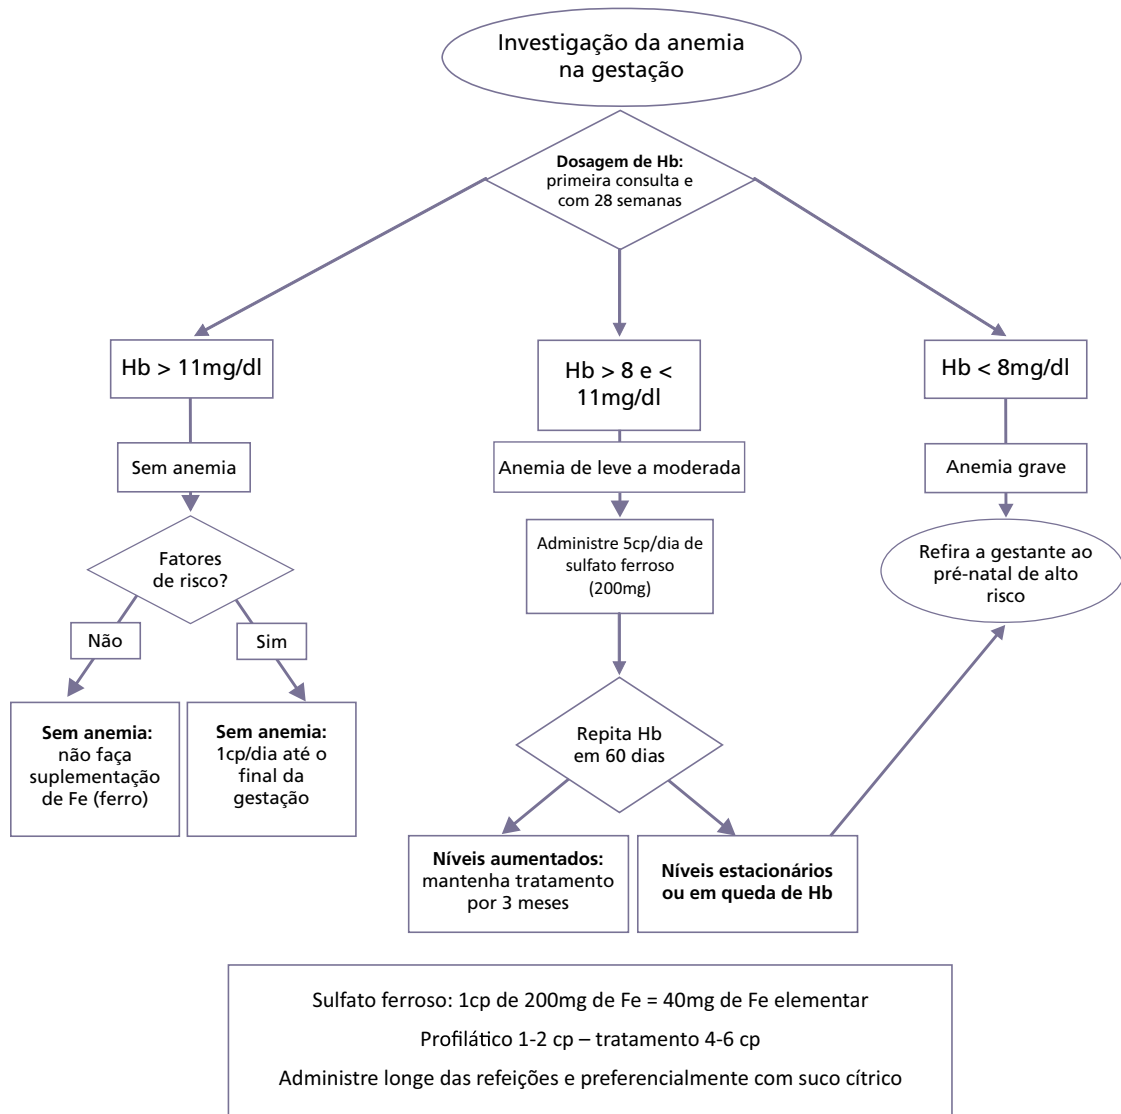 Investigação da anemia
na gestação
Dosagem de Hb:
primeira consulta e
com 28 semanas
Hb > 11mg/dl
Hb > 8 e <
11mg/dl
Hb < 8mg/dl
Sem anemia
Anemia de leve a moderada
Anemia grave
Fatores
de risco?
Administre 5cp/dia de
sulfato ferroso
(200mg)
Refira a gestante ao
pré-natal de alto
risco
Não
Sim
Sem anemia:
não faça
suplementação
de Fe (ferro)
Sem anemia:
1cp/dia até o
final da
gestação
Repita Hb
em 60 dias
Níveis aumentados:
mantenha tratamento
por 3 meses
Níveis estacionários
ou em queda de Hb
Sulfato ferroso: 1cp de 200mg de Fe = 40mg de Fe elementar
Profilático 1-2 cp – tratamento 4-6 cp
Administre longe das refeições e preferencialmente com suco cítrico